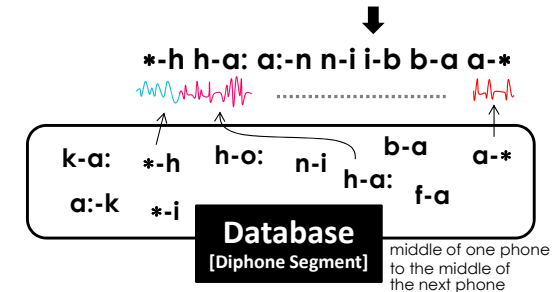 *-h h-a: a:-n n-i i-b b-a a-*
k-a: *-h h-o: n-i b-a a-*
h-a:
a:-k *-i f-a
Database
[Diphone Segment]
middle of one phone
to the middle of
the next phone